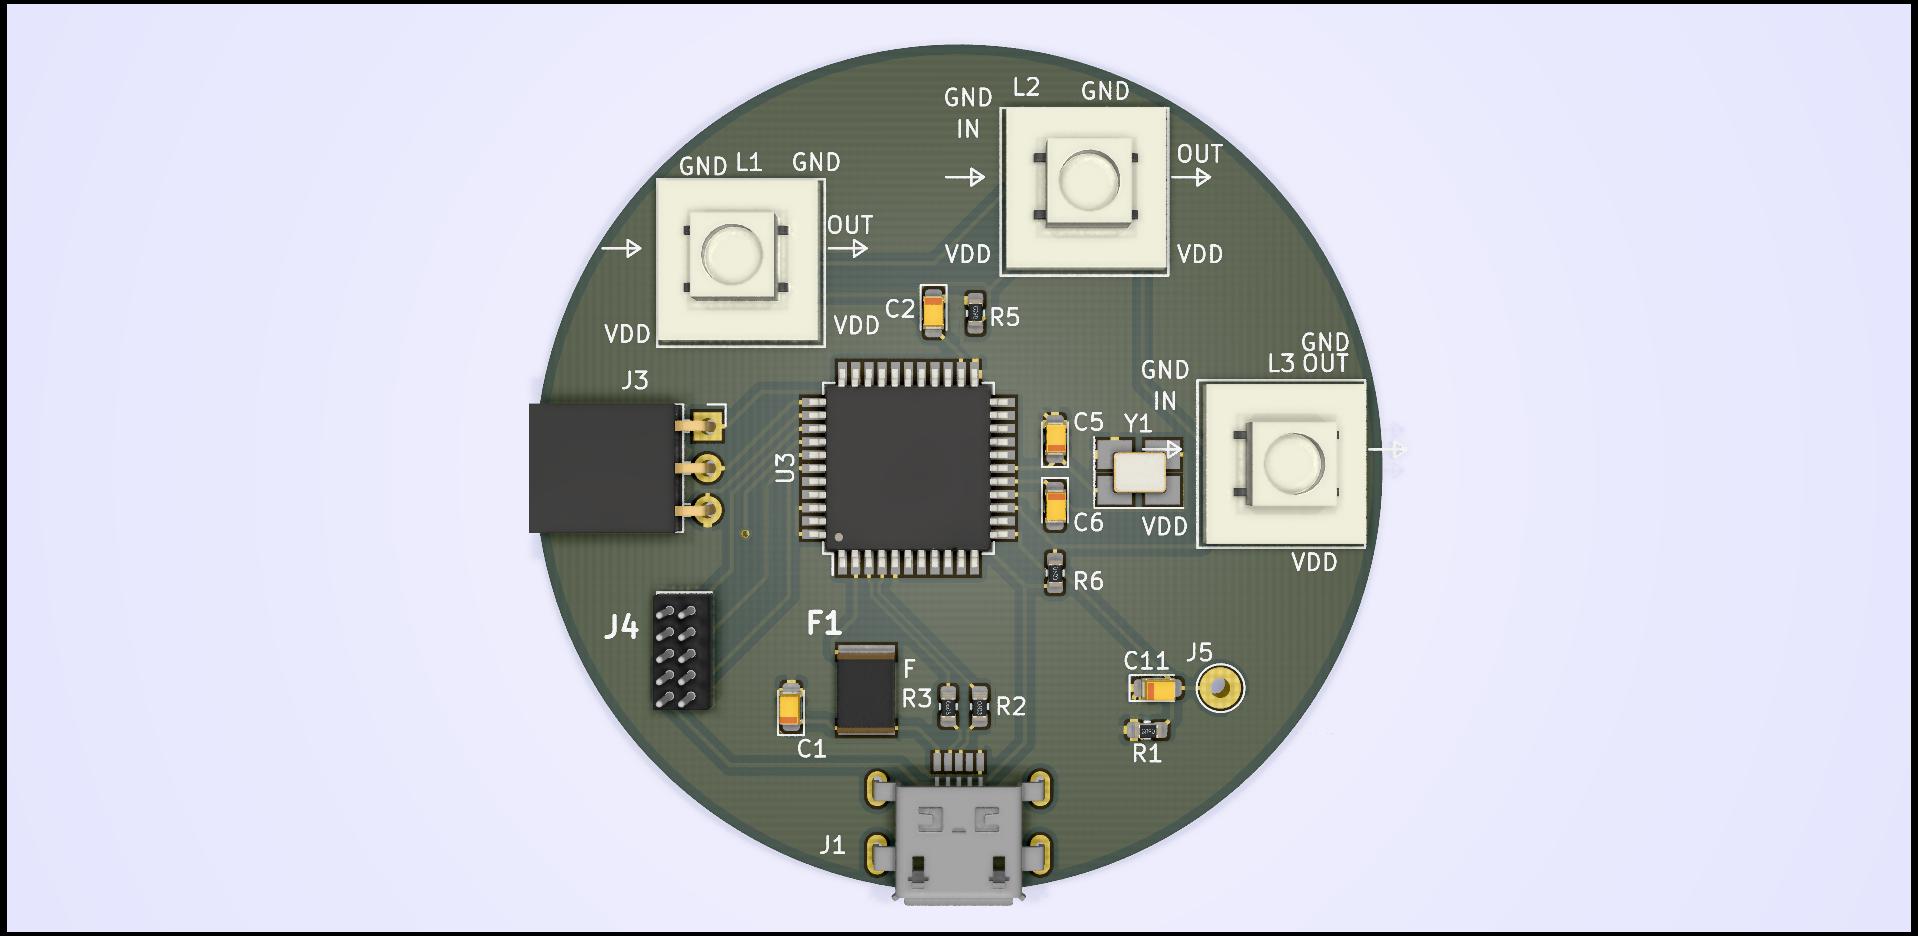 L2
GND GND
IN
OUT
GND L1 GND
OUT
VDD VDD
C2 R5
VDD VDD
GND
L3 OUT
J3
GND
IN
C5 Y1
U3
C6 VDD
VDD
R6
J4 F1
F
R3 R2
C11 J5
C1 R1
J1